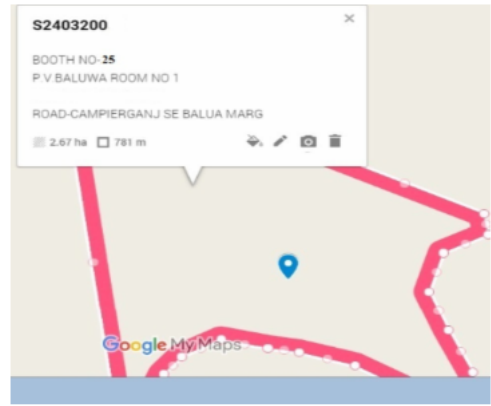 S2403200
BOOTH NO-25
P.V.BALUWA ROOM NO 1
ROAD-CAMPIERGANJ SE BALUA MARG
2.67 ha 781 m
Google My Maps